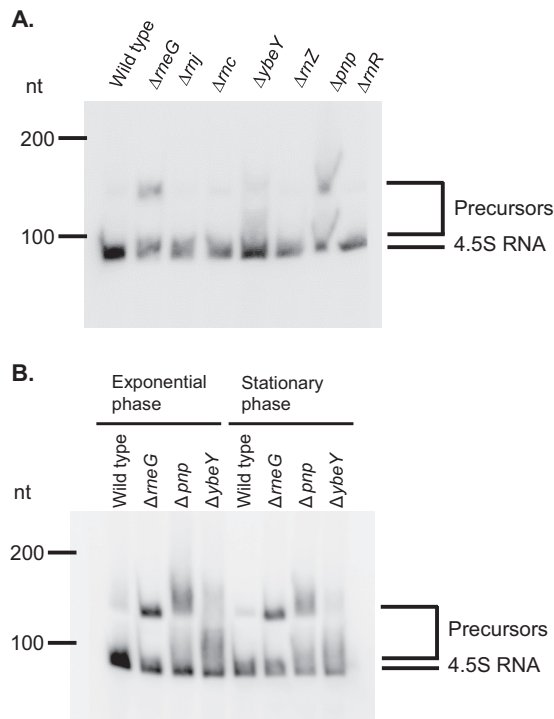 A.
Wild type ΔrneG Δrnj Δrnc ΔybeY ΔrnZ Δpnp ΔrnR
nt
200
100
Precursors
4.5S RNA
B.
Exponential phase
Stationary phase
Wild type ΔrneG Δpnp ΔybeY Wild type ΔrneG Δpnp ΔybeY
nt
200
100
Precursors
4.5S RNA